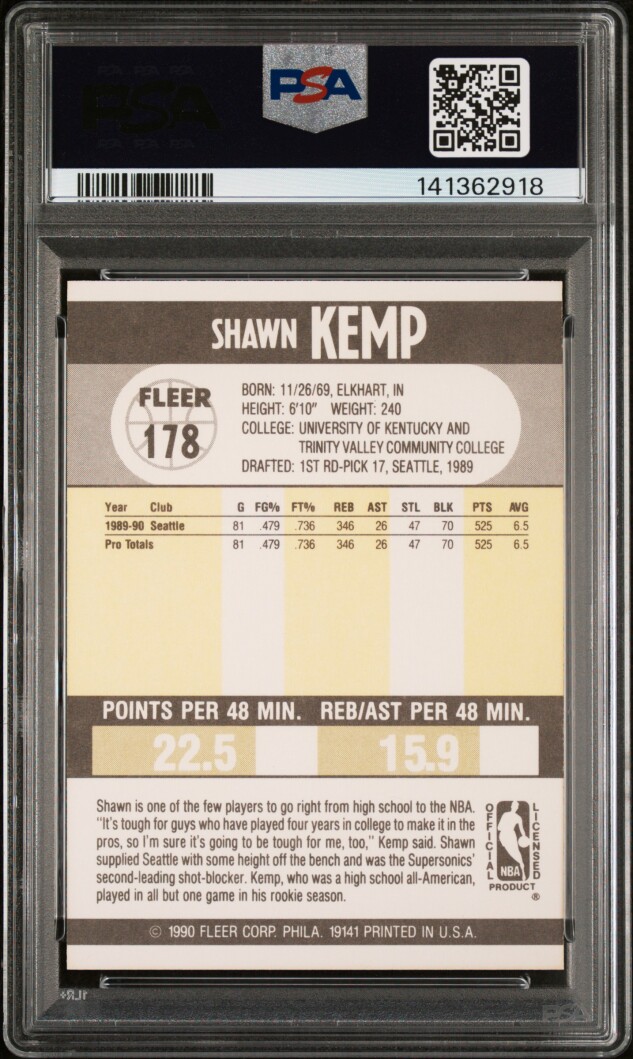 PSA
141362918
SHAWN KEMP
FLEER
178
BORN: 11/26/69, ELKHART, IN
HEIGHT: 6'10" WEIGHT: 240
COLLEGE: UNIVERSITY OF KENTUCKY AND
TRINITY VALLEY COMMUNITY COLLEGE
DRAFTED: 1ST RD-PICK 17, SEATTLE, 1989
Year Club G FG% FT% REB AST STL BLK PTS AVG
1989-90 Seattle 81 .479 .736 346 26 47 70 525 6.5
Pro Totals 81 .479 .736 346 26 47 70 525 6.5
POINTS PER 48 MIN. REB/AST PER 48 MIN.
22.5 15.9
Shawn is one of the few players to go right from high school to the NBA.
"It's tough for guys who have played four years in college to make it in the
pros, so I'm sure it's going to be tough for me, too," Kemp said. Shawn
supplied Seattle with some height off the bench and was the Supersonics'
second-leading shot-blocker. Kemp, who was a high school all-American,
played in all but one game in his rookie season.
OFFICIAL
NBA
LICENSED
PRODUCT
®
© 1990 FLEER CORP. PHILA. 19141 PRINTED IN U.S.A.
PSA